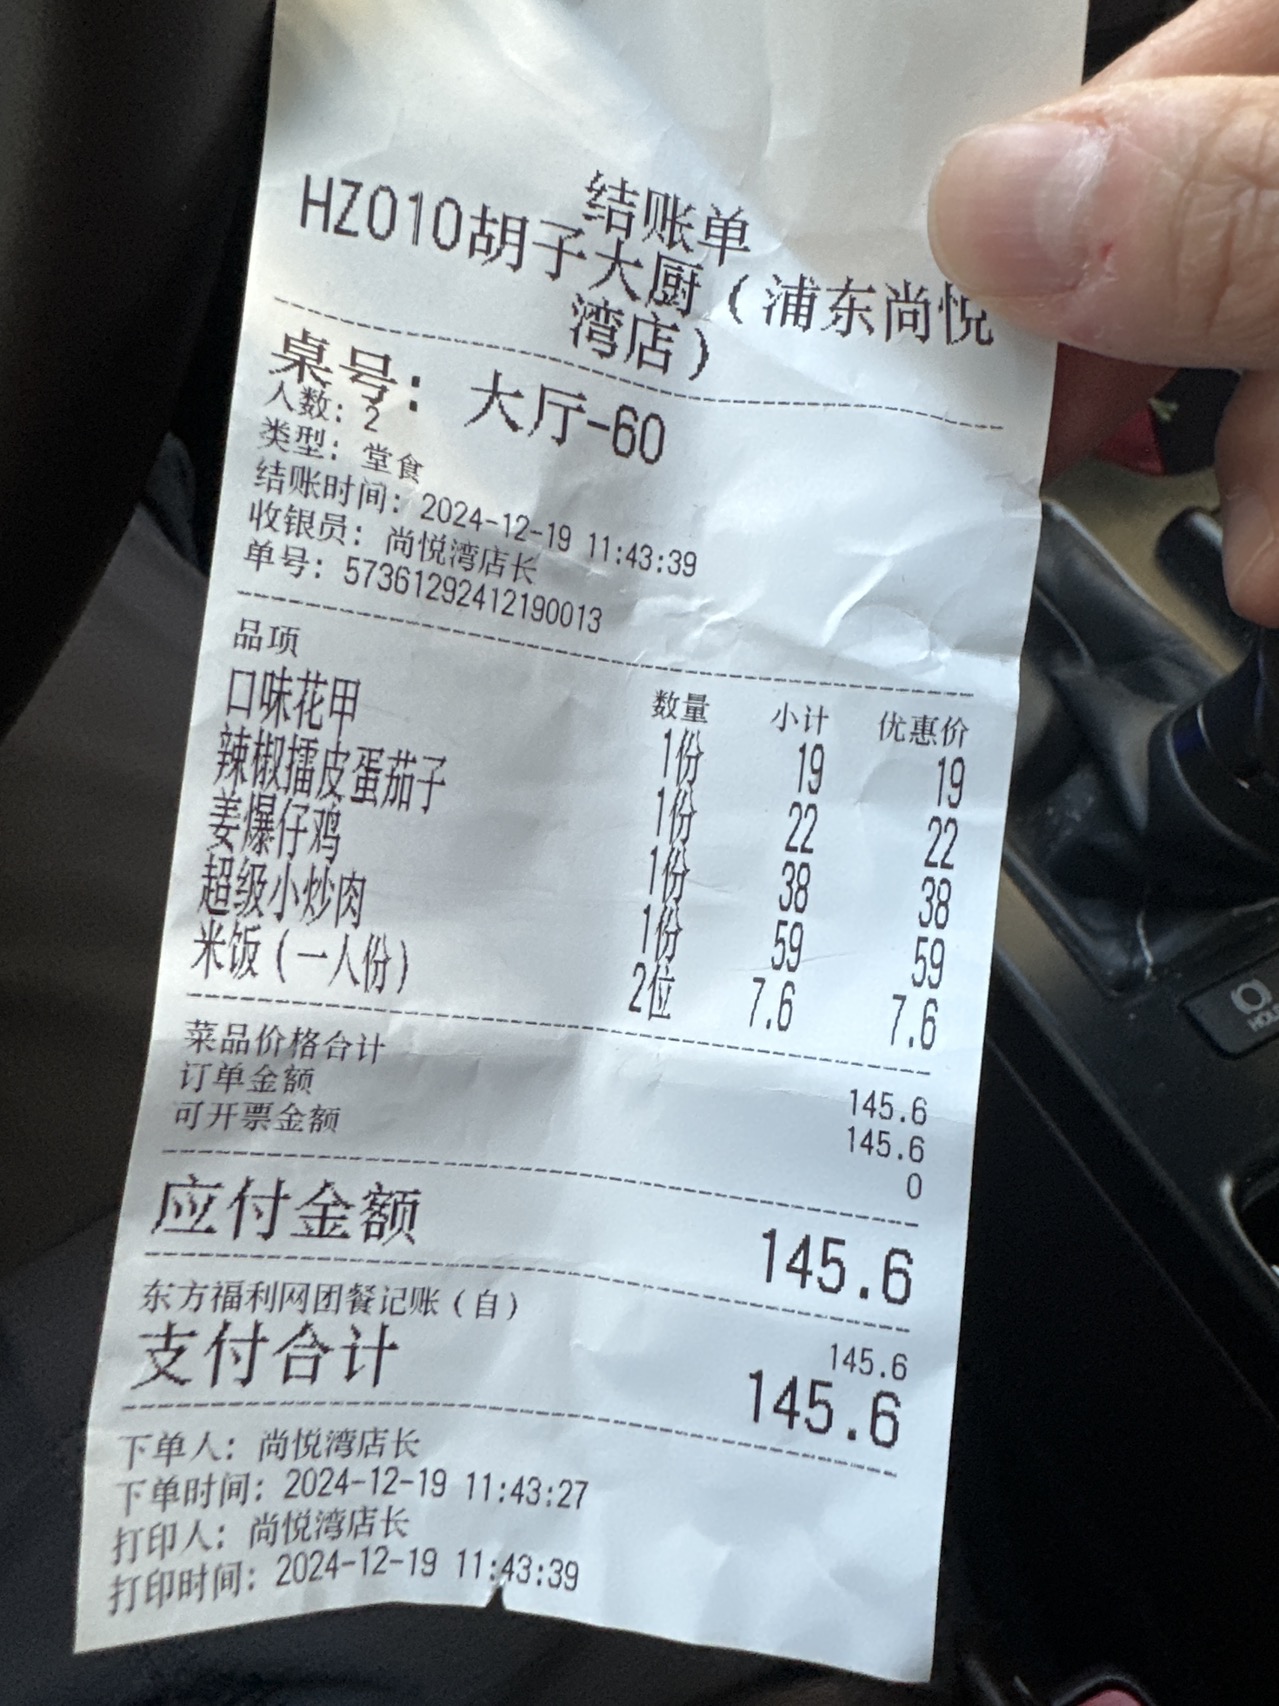 结账单
HZ010胡子大厨(浦东尚悦
湾店)
桌号: 大厅-60
人数: 2
类型: 堂食
结账时间: 2024-12-19 11:43:39
收银员: 尚悦湾店长
单号: 57361292412190013
品项 数量 小计 优惠价
口味花甲 1份 19 19
辣椒擂皮蛋茄子 1份 22 22
姜爆仔鸡 1份 38 38
超级小炒肉 1份 59 59
米饭(一人份) 2位 7.6 7.6
菜品价格合计 145.6
订单金额 145.6
可开票金额 0
应付金额 145.6
东方福利网团餐记账(自) 145.6
支付合计 145.6
下单人: 尚悦湾店长
下单时间: 2024-12-19 11:43:27
打印人: 尚悦湾店长
打印时间: 2024-12-19 11:43:39